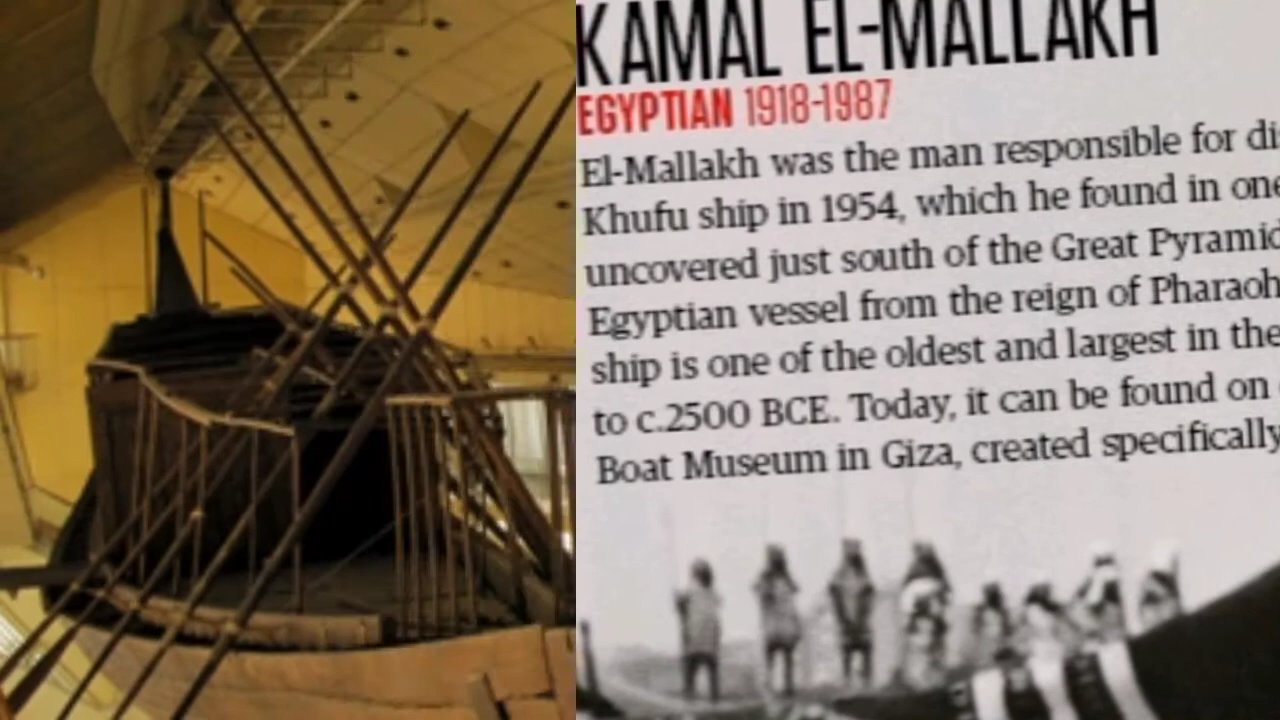 KAMAL EL-MALLAKH
EGYPTIAN 1918-1987
El-Mallakh was the man responsible for di
Khufu ship in 1954, which he found in one
uncovered just south of the Great Pyramid
Egyptian vessel from the reign of Pharaoh
ship is one of the oldest and largest in the
to c.2500 BCE. Today, it can be found on
Boat Museum in Giza, created specifically